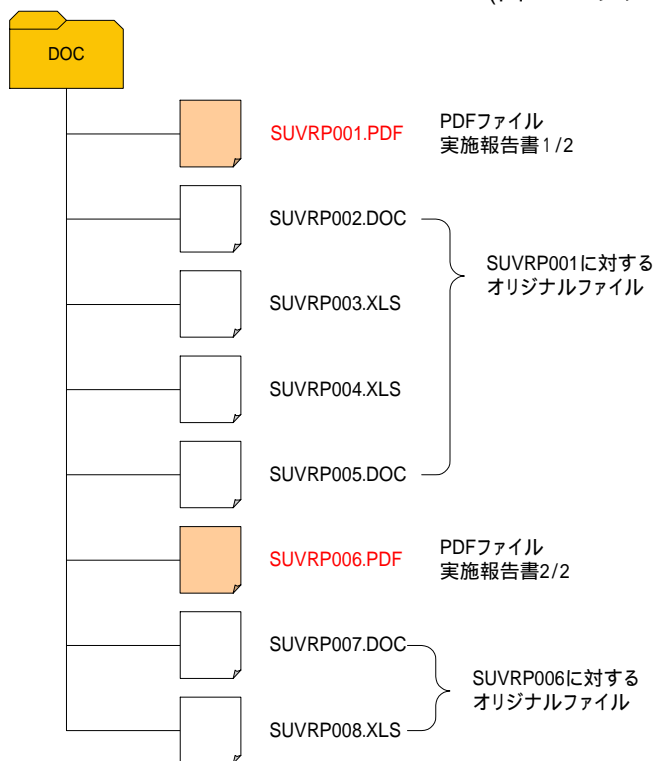 DOC
SUVRP001.PDF
PDFファイル
実施報告書1/2
SUVRP002.DOC
SUVRP001に対する
オリジナルファイル
SUVRP003.XLS
SUVRP004.XLS
SUVRP005.DOC
SUVRP006.PDF
PDFファイル
実施報告書2/2
SUVRP007.DOC
SUVRP006に対する
オリジナルファイル
SUVRP008.XLS